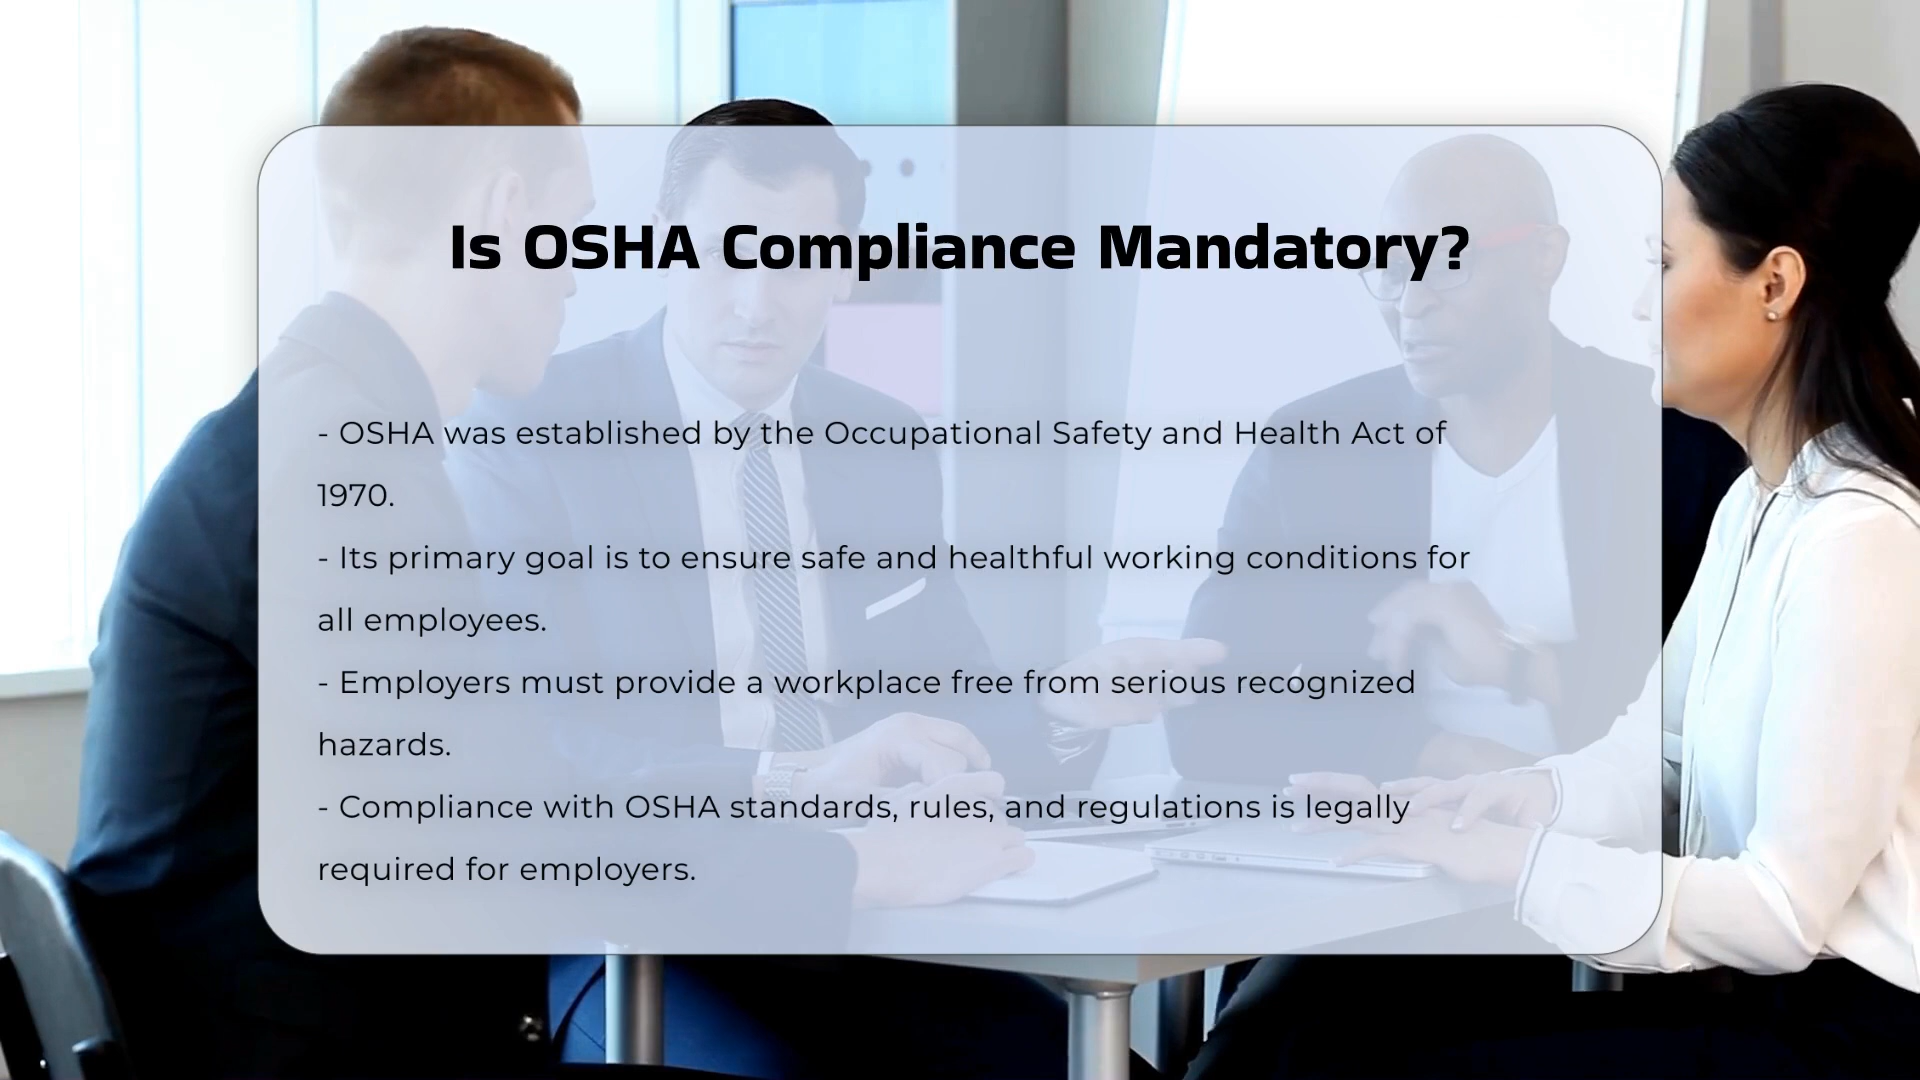 Is OSHA Compliance Mandatory?
- OSHA was established by the Occupational Safety and Health Act of
1970.
- Its primary goal is to ensure safe and healthful working conditions for
all employees.
- Employers must provide a workplace free from serious recognized
hazards.
- Compliance with OSHA standards, rules, and regulations is legally
required for employers.